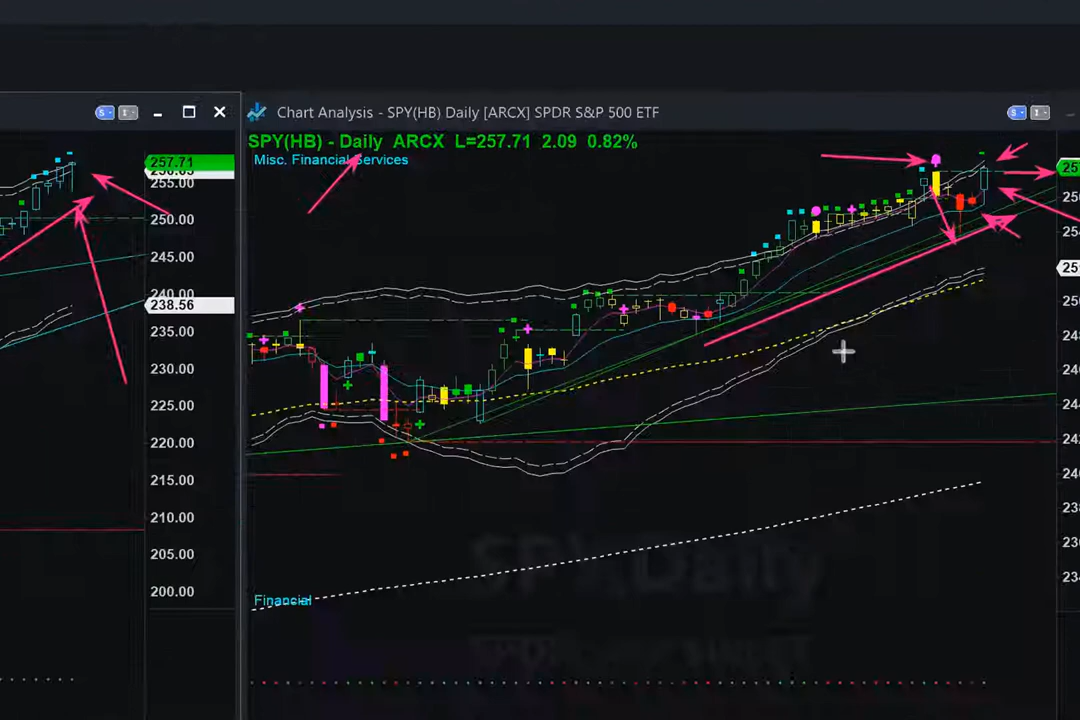 Chart Analysis - SPY(HB) Daily [ARCX] SPDR S&P 500 ETF
SPY(HB) - Daily ARCX L=257.71 2.09 0.82%
Misc. Financial Services
257.71
255.00
250.00
245.00
240.00
238.56
235.00
230.00
225.00
220.00
215.00
210.00
205.00
200.00
Financial
SPY Daily